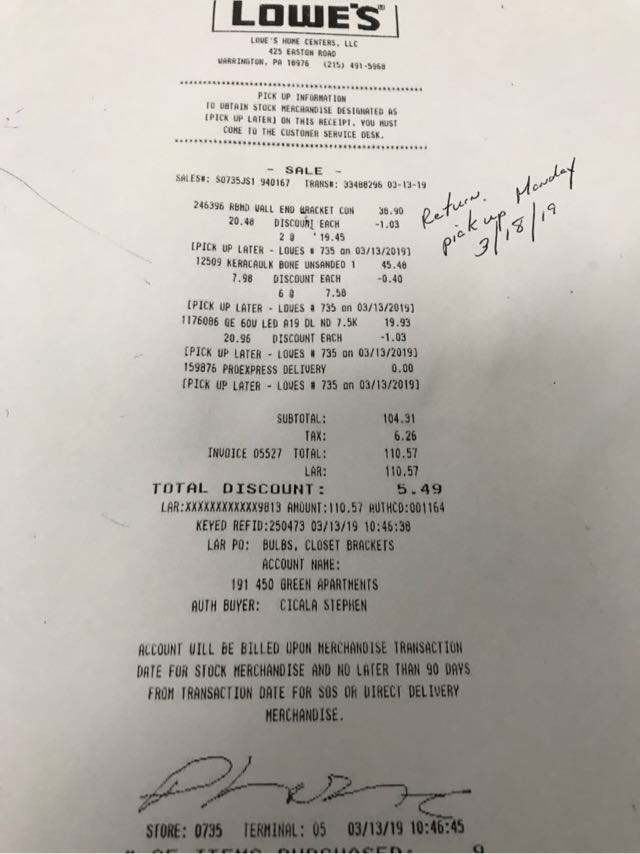 LOWE'S
LOWE'S HOME CENTERS, LLC
425 EASTON ROAD
WARRINGTON, PA 18976 (215) 491-5960
PICK UP INFORMATION
TO OBTAIN STOCK MERCHANDISE DESIGNATED AS
[PICK UP LATER] ON THIS RECEIPT, YOU MUST
COME TO THE CUSTOMER SERVICE DESK.
- SALE -
SALES#: S0735JS1 940167 TRANS#: 33488296 03-13-19
Return.
pick up Monday
3/18/19
246396 RBMD WALL END BRACKET CON 38.90
20.48 DISCOUNT EACH -1.03
2 @ 19.45
[PICK UP LATER - LOWES # 735 on 03/13/2019]
12509 KERACAULK BONE UNSANDED 1 45.48
7.98 DISCOUNT EACH -0.40
6 @ 7.58
[PICK UP LATER - LOWES # 735 on 03/13/2019]
1176086 GE 60W LED A19 DL ND 7.5K 19.93
20.96 DISCOUNT EACH -1.03
[PICK UP LATER - LOWES # 735 on 03/13/2019]
159876 PROEXPRESS DELIVERY 0.00
[PICK UP LATER - LOWES # 735 on 03/13/2019]
SUBTOTAL: 104.31
TAX: 6.26
INVOICE 05527 TOTAL: 110.57
LAR: 110.57
TOTAL DISCOUNT: 5.49
LAR:XXXXXXXXXXXX9813 AMOUNT:110.57 AUTHCD:001164
KEYED REFID:250473 03/13/19 10:46:38
LAR PO: BULBS, CLOSET BRACKETS
ACCOUNT NAME:
191 450 GREEN APARTMENTS
AUTH BUYER: CICALA STEPHEN
ACCOUNT WILL BE BILLED UPON MERCHANDISE TRANSACTION
DATE FOR STOCK MERCHANDISE AND NO LATER THAN 90 DAYS
FROM TRANSACTION DATE FOR SOS OR DIRECT DELIVERY
MERCHANDISE.
STORE: 0735 TERMINAL: 05 03/13/19 10:46:45
# OF ITEMS PURCHASED: 9